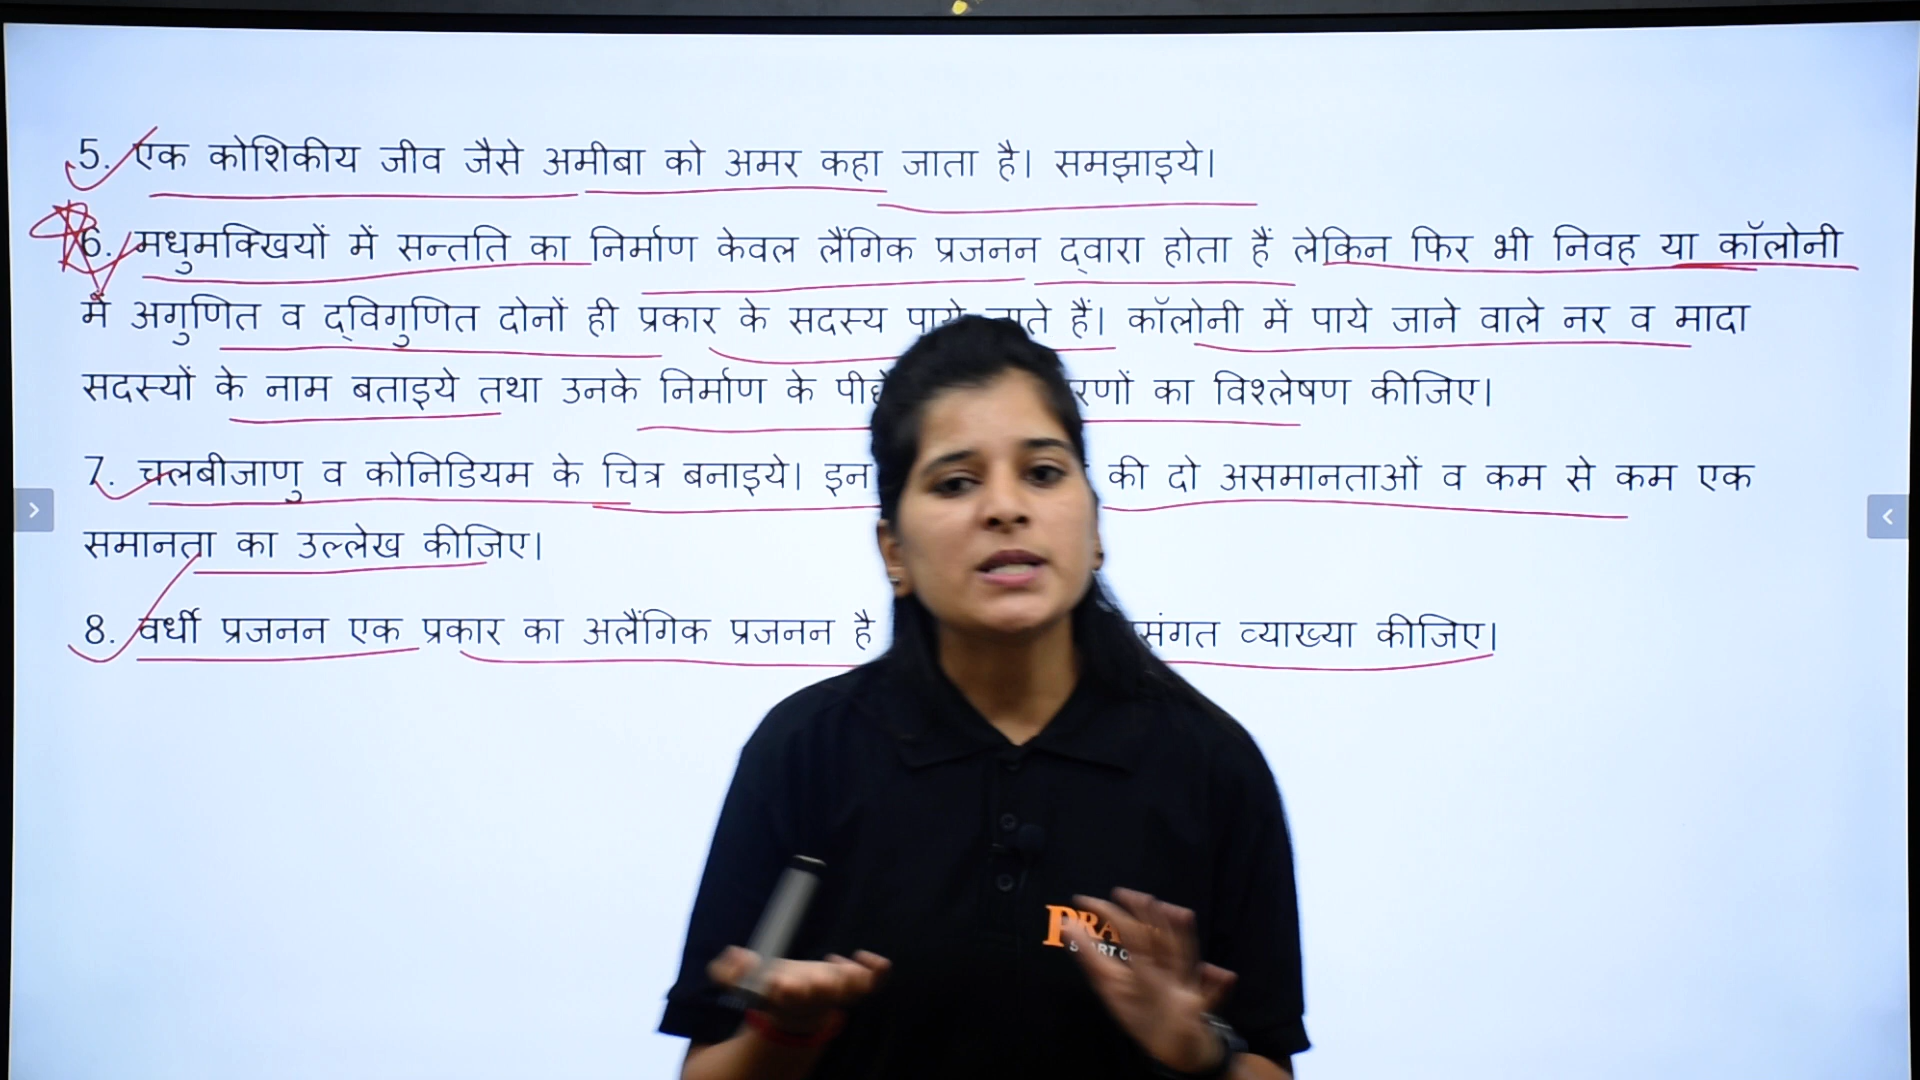 5. एक कोशिकीय जीव जैसे अमीबा को अमर कहा जाता है। समझाइये।
6. मधुमक्खियों में सन्तति का निर्माण केवल लैंगिक प्रजनन द्वारा होता हैं लेकिन फिर भी निवह या कॉलोनी
में अगुणित व द्विगुणित दोनों ही प्रकार के सदस्य पाये जाते हैं। कॉलोनी में पाये जाने वाले नर व मादा
सदस्यों के नाम बताइये तथा उनके निर्माण के का विश्लेषण कीजिए।
7. चलबीजाणु व कोनिडियम के चित्र बनाइये। इन की दो असमानताओं व कम से कम एक
समानता का उल्लेख कीजिए।
8. वर्धी प्रजनन एक प्रकार का अलैंगिक प्रजनन है व्याख्या कीजिए।